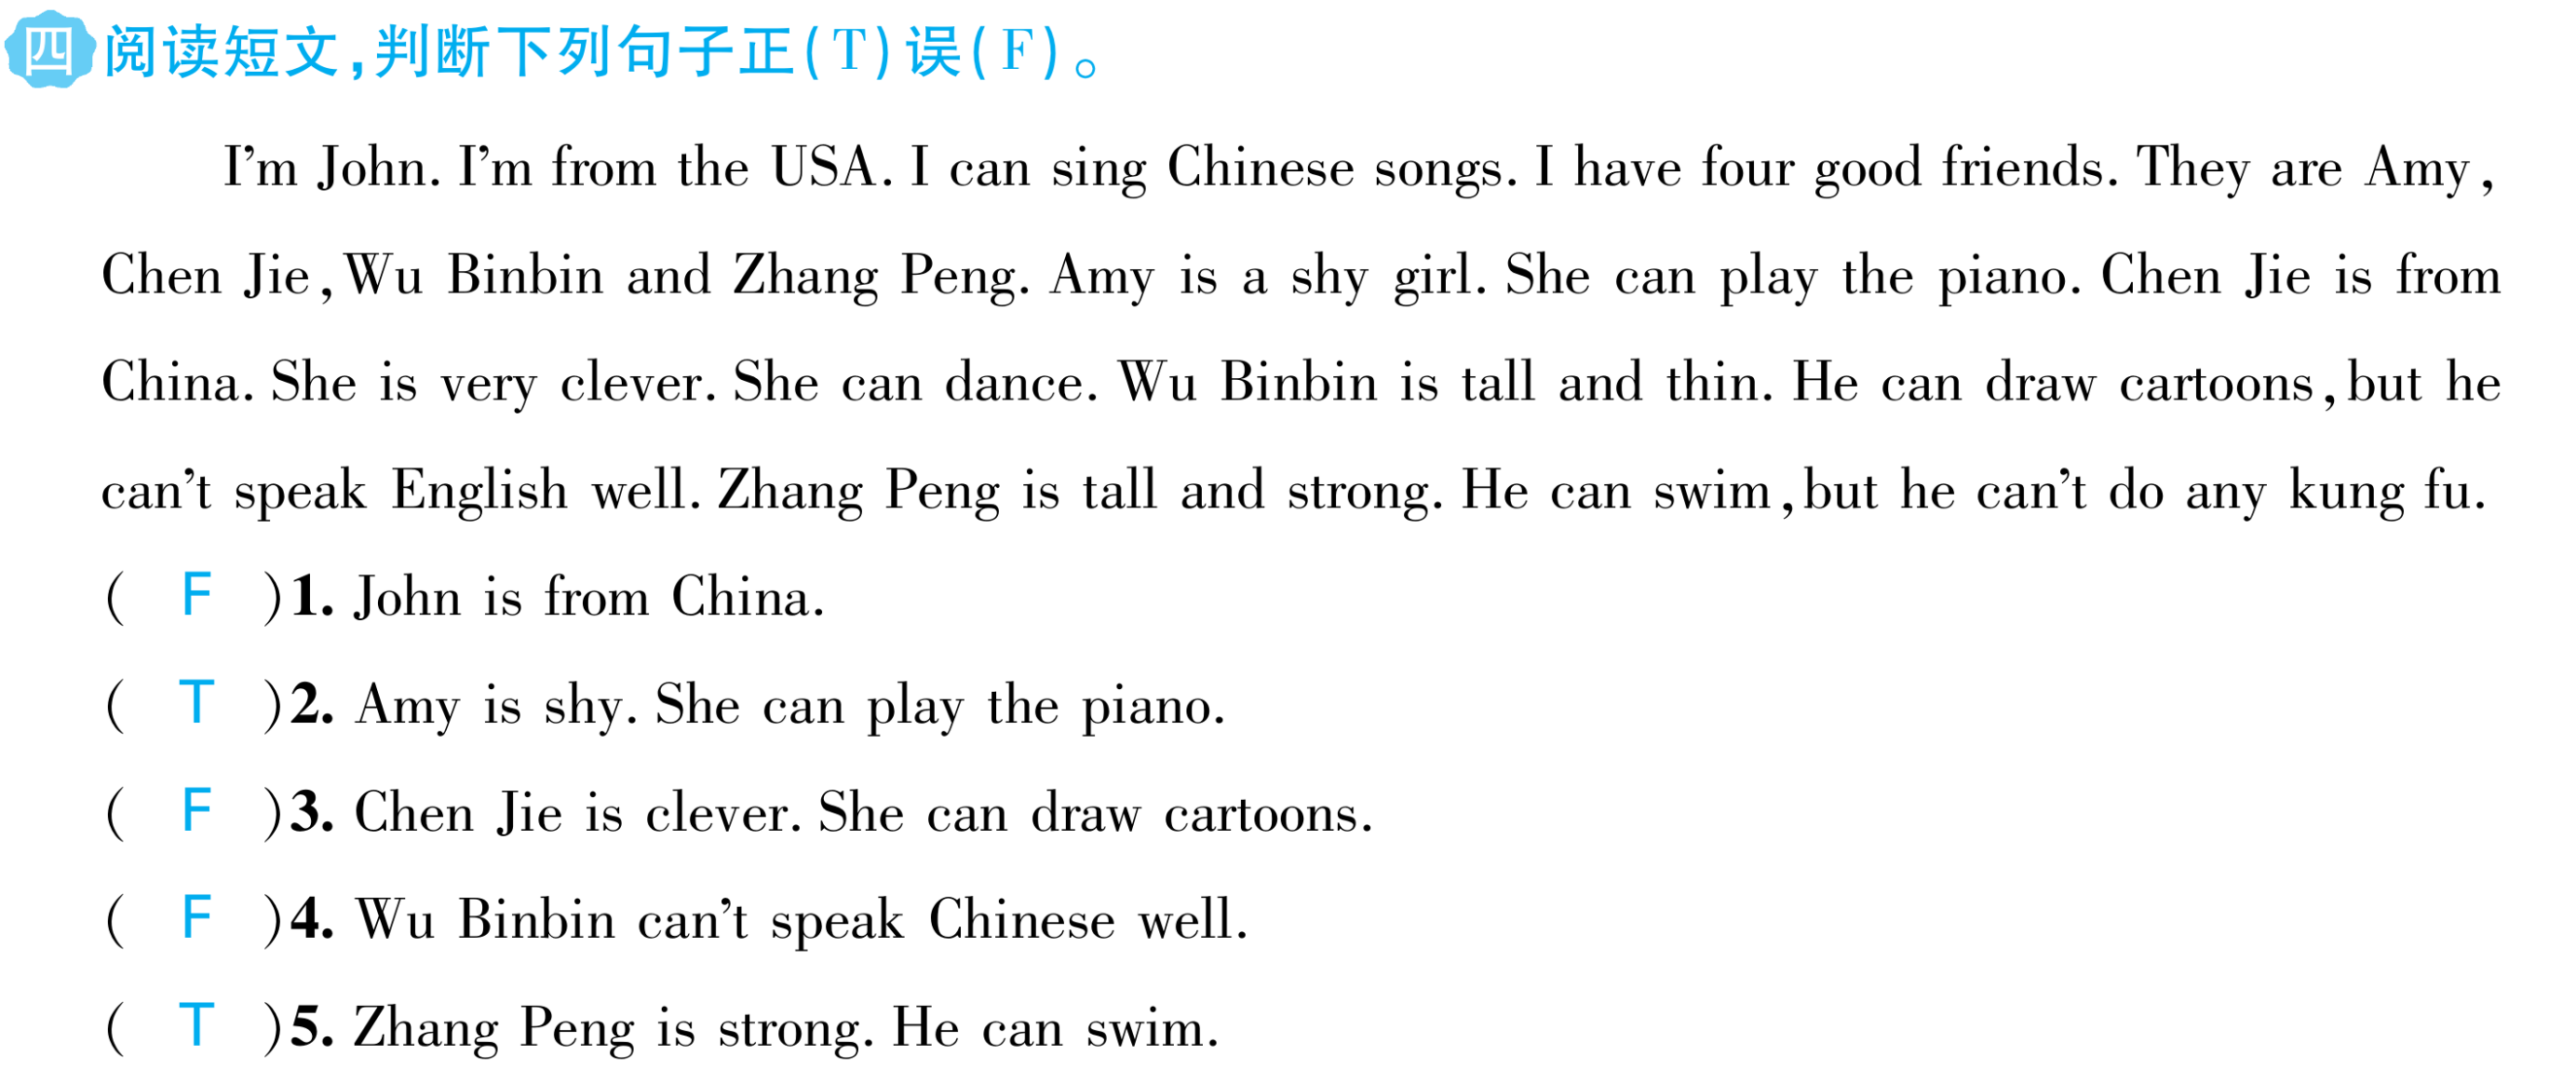 四 阅读短文,判断下列句子正(T)误(F)。
I’m John. I’m from the USA. I can sing Chinese songs. I have four good friends. They are Amy,
Chen Jie, Wu Binbin and Zhang Peng. Amy is a shy girl. She can play the piano. Chen Jie is from
China. She is very clever. She can dance. Wu Binbin is tall and thin. He can draw cartoons, but he
can’t speak English well. Zhang Peng is tall and strong. He can swim, but he can’t do any kung fu.
( F )1. John is from China.
( T )2. Amy is shy. She can play the piano.
( F )3. Chen Jie is clever. She can draw cartoons.
( F )4. Wu Binbin can’t speak Chinese well.
( T )5. Zhang Peng is strong. He can swim.